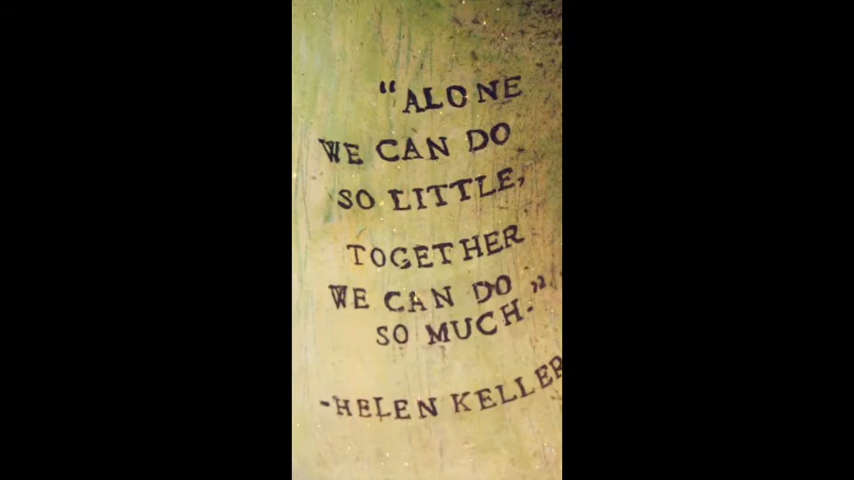 “ALONE
WE CAN DO
SO LITTLE,
TOGETHER
WE CAN DO
SO MUCH.”
-HELEN KELLER